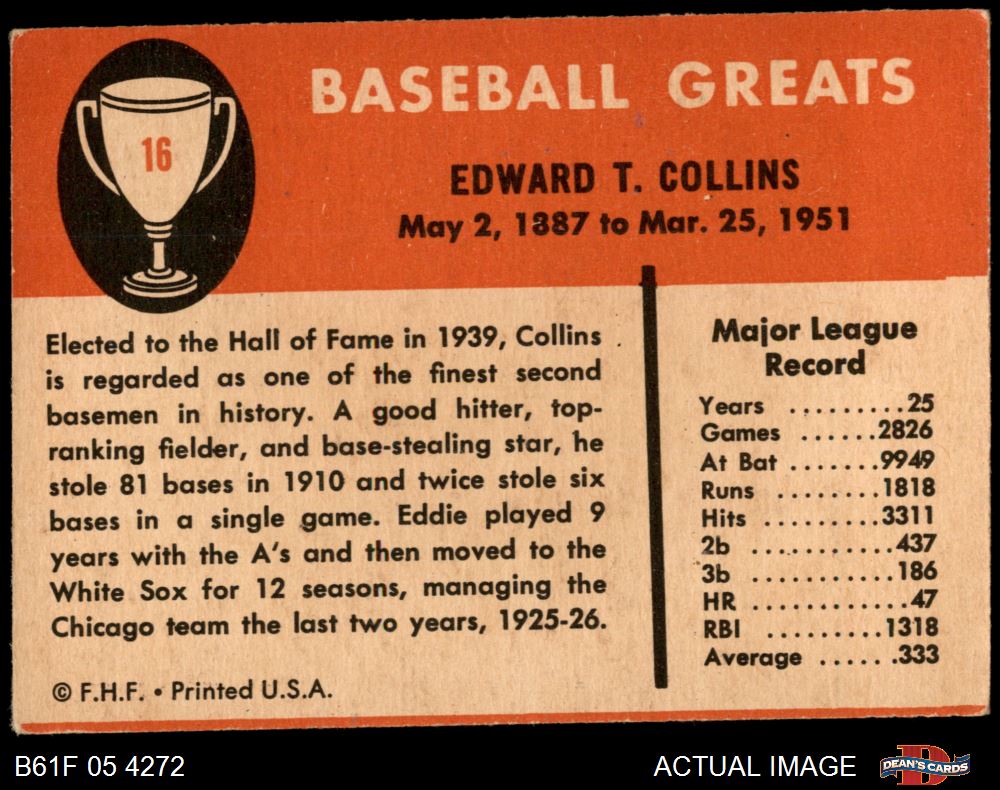 16
BASEBALL GREATS
EDWARD T. COLLINS
May 2, 1887 to Mar. 25, 1951
Elected to the Hall of Fame in 1939, Collins
is regarded as one of the finest second
basemen in history. A good hitter, top-
ranking fielder, and base-stealing star, he
stole 81 bases in 1910 and twice stole six
bases in a single game. Eddie played 9
years with the A's and then moved to the
White Sox for 12 seasons, managing the
Chicago team the last two years, 1925-26.
© F.H.F. • Printed U.S.A.
Major League
Record
Years .........25
Games ......2826
At Bat .......9949
Runs ........1818
Hits .........3311
2b ...........437
3b ...........186
HR ............47
RBI .........1318
Average ......333
B61F 05 4272
ACTUAL IMAGE
DEAN'S CARDS